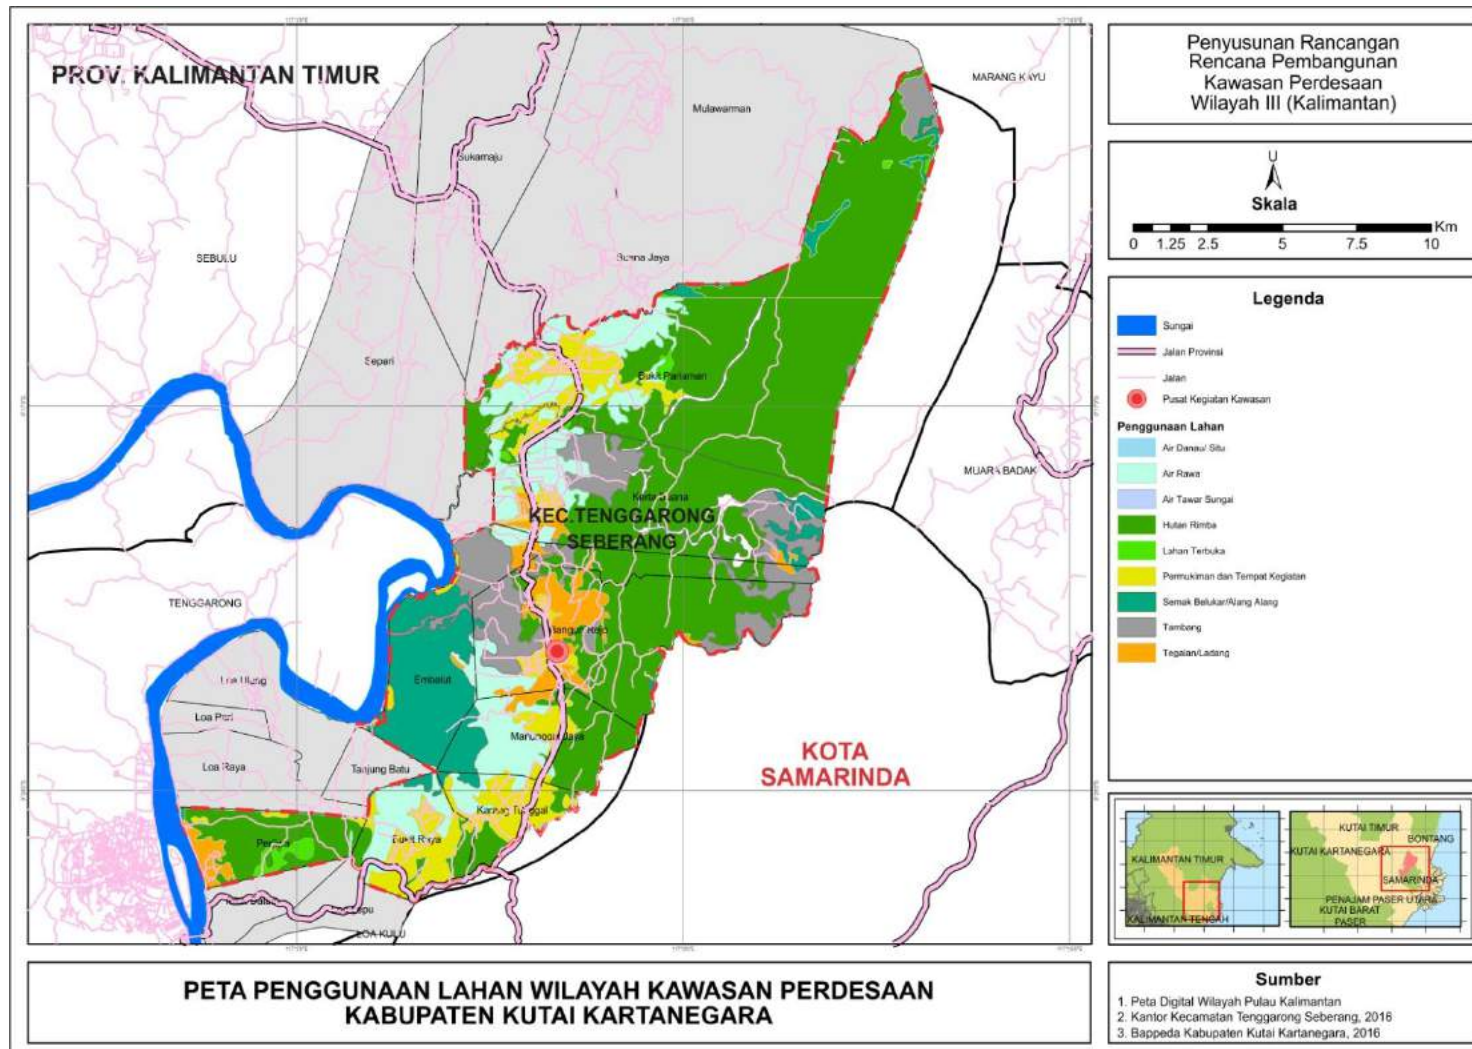 PROV. KALIMANTAN TIMUR
MARANG KAYU
Mulawarman
Sukamaju
SEBULU
Buana Jaya
Separi
Bukit Pariaman
MUARA BADAK
Kerta Buana
KEC.TENGGARONG
SEBERANG
TENGGARONG
Embalut
Loa Ulung
Loa Pari
Loa Raya
Tanjung Batu
KOTA
SAMARINDA
Bukit Raya
LOA KULU
Penyusunan Rancangan
Rencana Pembangunan
Kawasan Perdesaan
Wilayah III (Kalimantan)
U
Skala
Km
0 1.25 2.5 5 7.5 10
Legenda
Sungai
Jalan Provinsi
Jalan
Pusat Kegiatan Kawasan
Penggunaan Lahan
Air Danau/ Situ
Air Rawa
Air Tawar Sungai
Hutan Rimba
Lahan Terbuka
Permukiman dan Tempat Kegiatan
Semak Belukar/Alang Alang
Tambang
Tegalan/Ladang
KALIMANTAN TIMUR
KALIMANTAN TENGAH
KUTAI TIMUR
BONTANG
KUTAI KARTANEGARA
SAMARINDA
PENAJAM PASER UTARA
KUTAI BARAT
PASER
PETA PENGGUNAAN LAHAN WILAYAH KAWASAN PERDESAAN
KABUPATEN KUTAI KARTANEGARA
Sumber
1. Peta Digital Wilayah Pulau Kalimantan
2. Kantor Kecamatan Tenggarong Seberang, 2016
3. Bappeda Kabupaten Kutai Kartanegara, 2016